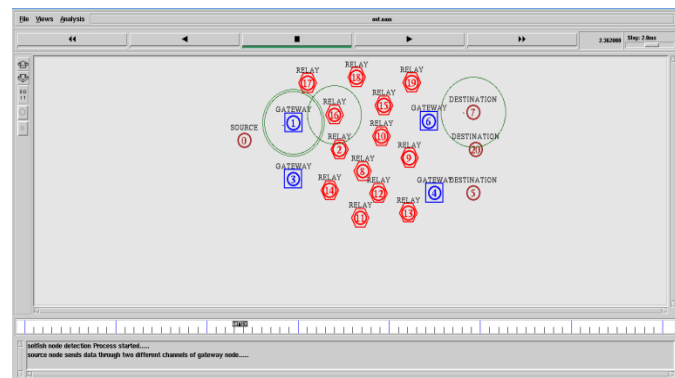 File Views Analysis
out.nam
2.362000 Step: 2.0ms
RELAY
18
RELAY
17
RELAY
19
RELAY
16
RELAY
15
GATEWAY
1
GATEWAY
6
DESTINATION
7
SOURCE
0
RELAY
10
DESTINATION
20
RELAY
2
RELAY
9
RELAY
8
GATEWAY
3
RELAY
14
RELAY
12
GATEWAY
4
DESTINATION
5
RELAY
11
RELAY
13
selfish node detection Process started.....
source node sends data through two different channels of gateway node.....